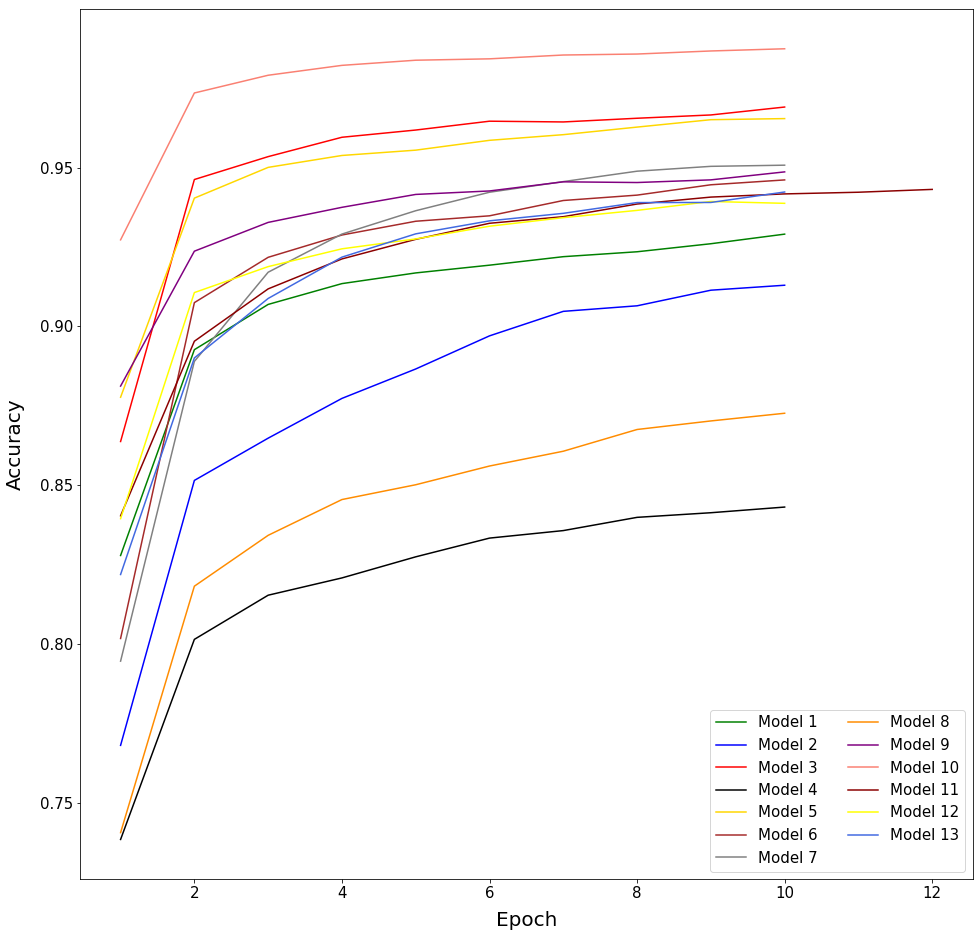 0.95
0.90
0.85
0.80
0.75
Accuracy
2 4 6 8 10 12
Epoch
Model 1
Model 2
Model 3
Model 4
Model 5
Model 6
Model 7
Model 8
Model 9
Model 10
Model 11
Model 12
Model 13